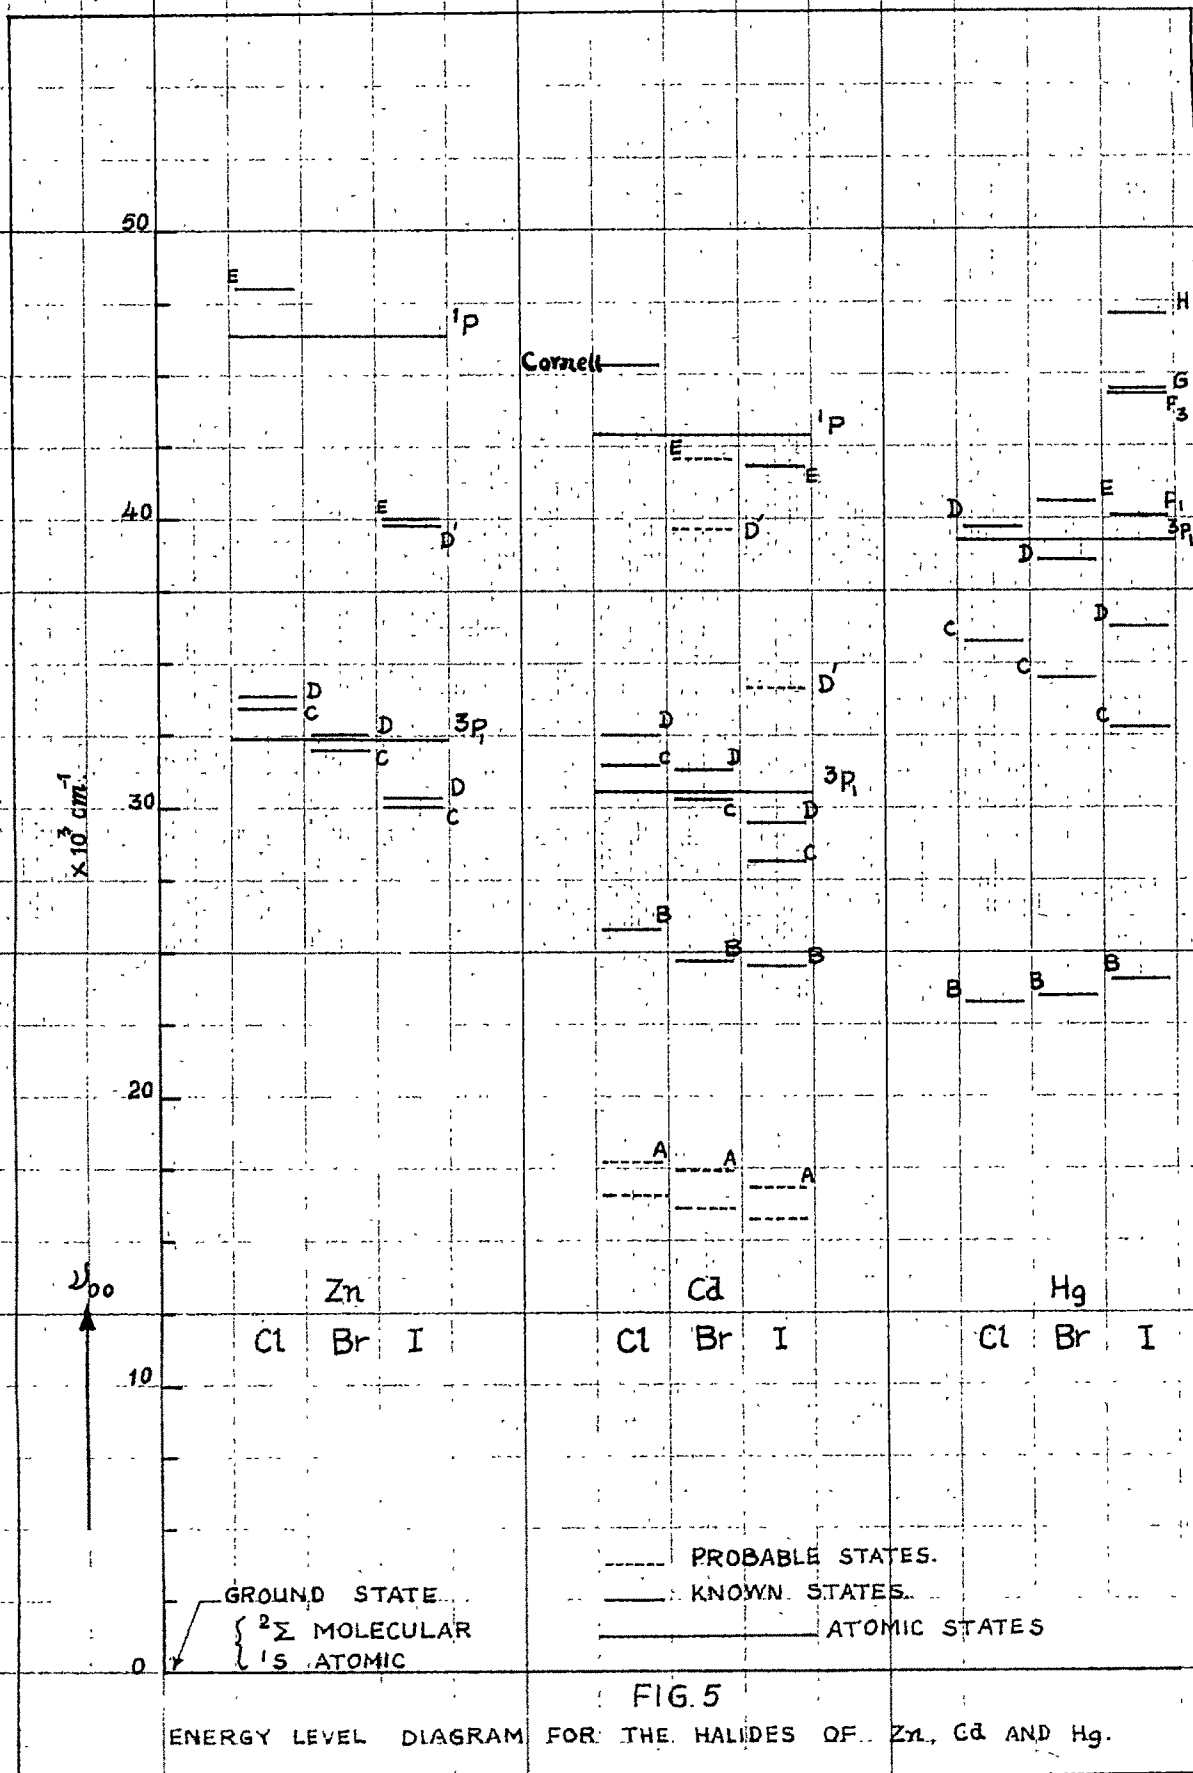 50
E
¹P
H
Cornell
G
F₃
¹P
E
E
40
E
D'
D'
D
E
F₁
³P₁
D
C
D
C
D'
C
D
C
D
C
³P₁
D
C
D
C
³P₁
D
C
D
C
30
× 10³ cm⁻¹
B
B
B
B
B
B
20
A
A
A
ν₀₀
Zn
Cd
Hg
Cl Br I
Cl Br I
Cl Br I
10
PROBABLE STATES.
KNOWN STATES.
ATOMIC STATES
GROUND STATE
{ ²Σ MOLECULAR
¹S ATOMIC
0
FIG. 5
ENERGY LEVEL DIAGRAM FOR THE HALIDES OF Zn, Cd AND Hg.